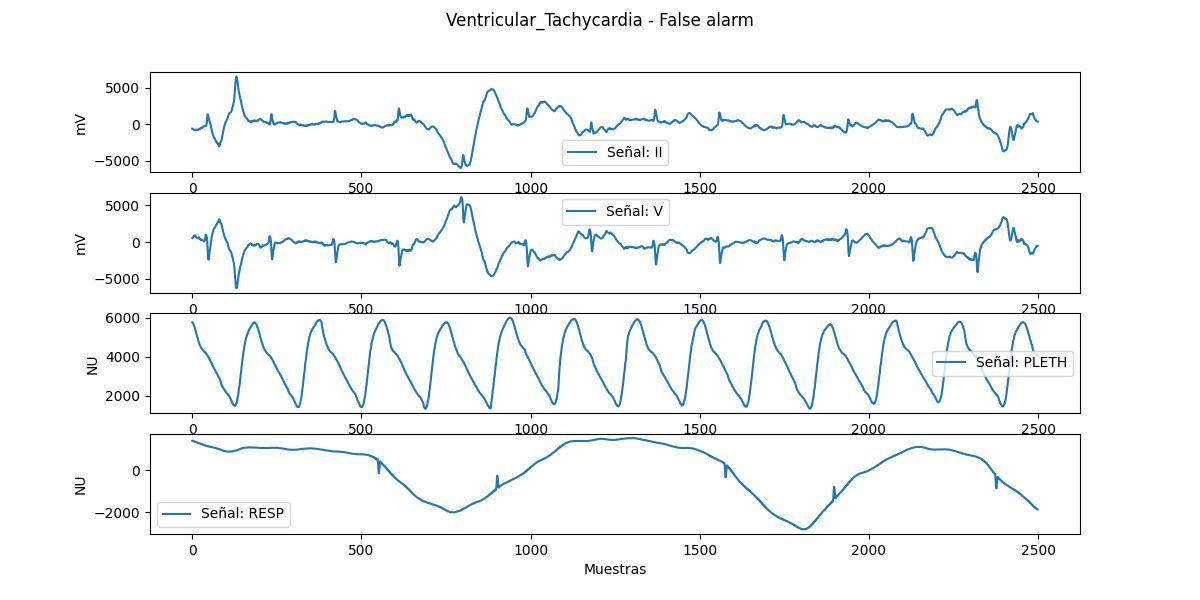 Ventricular_Tachycardia - False alarm
5000
0
−5000
mV
Señal: II
0 500 1000 1500 2000 2500
5000
0
−5000
mV
Señal: V
0 500 1000 1500 2000 2500
6000
4000
2000
NU
Señal: PLETH
0 500 1000 1500 2000 2500
0
−2000
NU
Señal: RESP
0 500 1000 1500 2000 2500
Muestras